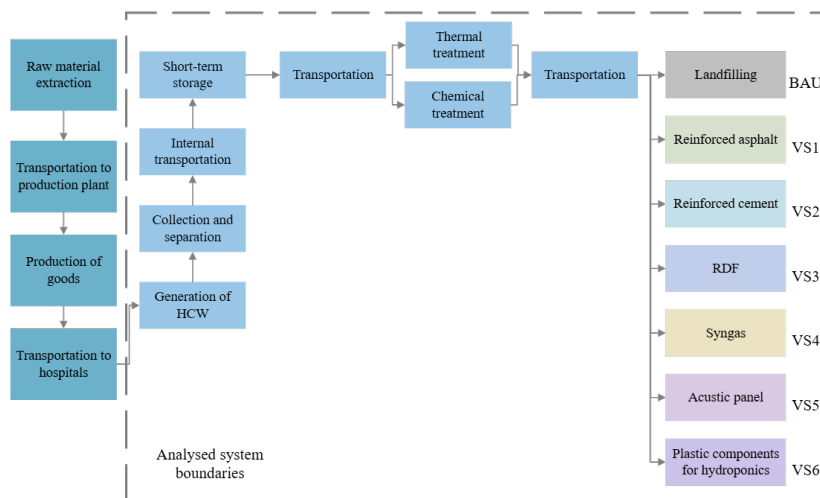 Raw material
extraction
Transportation to
production plant
Production of
goods
Transportation to
hospitals
Short-term
storage
Internal
transportation
Collection and
separation
Generation of
HCW
Transportation
Thermal
treatment
Chemical
treatment
Transportation
Landfilling
BAU
Reinforced asphalt
VS1
Reinforced cement
VS2
RDF
VS3
Syngas
VS4
Acustic panel
VS5
Plastic components
for hydroponics
VS6
Analysed system
boundaries